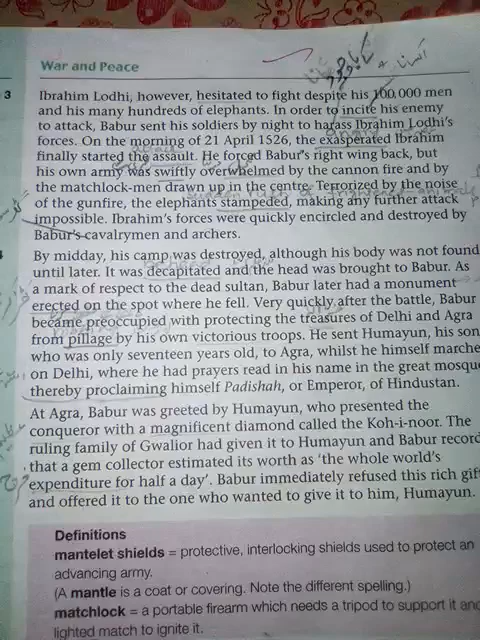 War and Peace
3
Ibrahim Lodhi, however, hesitated to fight despite his 100,000 men
and his many hundreds of elephants. In order to incite his enemy
to attack, Babur sent his soldiers by night to harass Ibrahim Lodhi's
forces. On the morning of 21 April 1526, the exasperated Ibrahim
finally started the assault. He forced Babur's right wing back, but
his own army was swiftly overwhelmed by the cannon fire and by
the matchlock-men drawn up in the centre. Terrorized by the noise
of the gunfire, the elephants stampeded, making any further attack
impossible. Ibrahim's forces were quickly encircled and destroyed by
Babur's cavalrymen and archers.
By midday, his camp was destroyed, although his body was not found
until later. It was decapitated and the head was brought to Babur. As
a mark of respect to the dead sultan, Babur later had a monument
erected on the spot where he fell. Very quickly after the battle, Babur
became preoccupied with protecting the treasures of Delhi and Agra
from pillage by his own victorious troops. He sent Humayun, his son
who was only seventeen years old, to Agra, whilst he himself marche
on Delhi, where he had prayers read in his name in the great mosqu
thereby proclaiming himself Padishah, or Emperor, of Hindustan.
At Agra, Babur was greeted by Humayun, who presented the
conqueror with a magnificent diamond called the Koh-i-noor. The
ruling family of Gwalior had given it to Humayun and Babur record
that a gem collector estimated its worth as 'the whole world's
expenditure for half a day'. Babur immediately refused this rich gif
and offered it to the one who wanted to give it to him, Humayun.
Definitions
mantelet shields = protective, interlocking shields used to protect an
advancing army.
(A mantle is a coat or covering. Note the different spelling.)
matchlock = a portable firearm which needs a tripod to support it and
lighted match to ignite it.